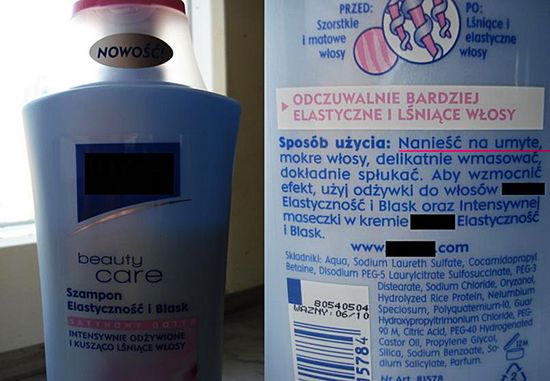 NOWOŚĆ!
beauty
care
Szampon
Elastyczność i Blask
SATYNOWY DOTYK
INTENSYWNIE ODŻYWIONE
I KUSZĄCO LŚNIĄCE WŁOSY
PRZED:
Szorstkie
i matowe
włosy
PO:
Lśniące i
elastyczne
włosy
ODCZUWALNIE BARDZIEJ
ELASTYCZNE I LŚNIĄCE WŁOSY
Sposób użycia: Nanieść na umyte,
mokre włosy, delikatnie wmasować,
dokładnie spłukać. Aby wzmocnić
efekt, użyj odżywki do włosów
Elastyczność i Blask oraz Intensywnej
maseczki w kremie Elastyczność
i Blask.
www. .com
Składniki: Aqua, Sodium Laureth Sulfate, Cocamidopropyl
Betaine, Disodium PEG-5 Laurylcitrate Sulfosuccinate, PEG-3
Distearate, Sodium Chloride, Oryzanol,
Hydrolyzed Rice Protein, Nelumbium
Speciosum, Polyquaternium-10, Guar
Hydroxypropyltrimonium Chloride, PEG-
90 M, Citric Acid, PEG-40 Hydrogenated
Castor Oil, Propylene Glycol,
Silica, Sodium Benzoate, So-
dium Salicylate, Parfum
80540504
WAŻNY: 06/10
15784
12M
2
Nr Art. 81578